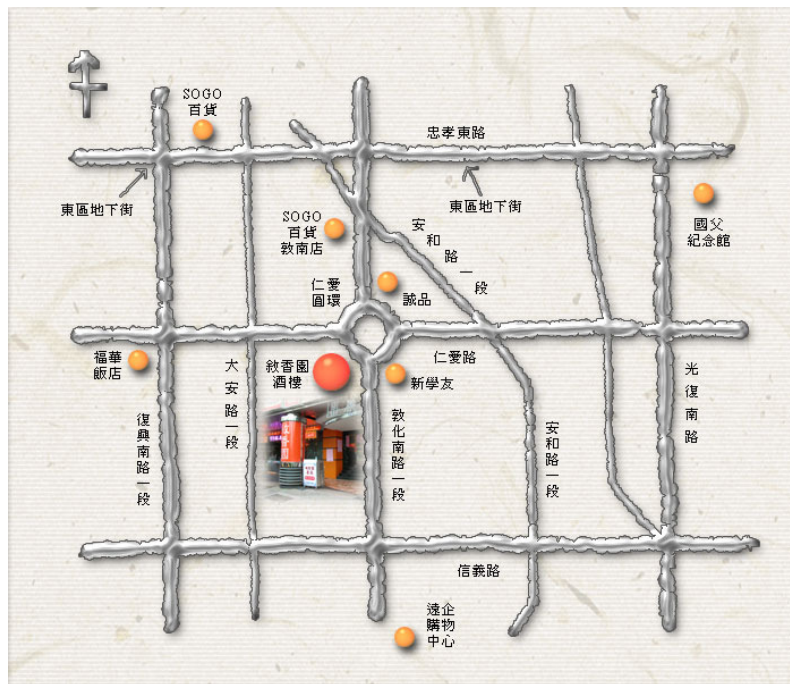 SOGO
百貨
忠孝東路
東區地下街
東區地下街
SOGO
百貨
敦南店
安和路一段
國父
紀念館
仁愛
圓環
誠品
仁愛路
福華
飯店
大安路一段
敘香園
酒樓
新學友
光復南路
復興南路一段
敦化南路一段
安和路一段
信義路
遠企
購物
中心